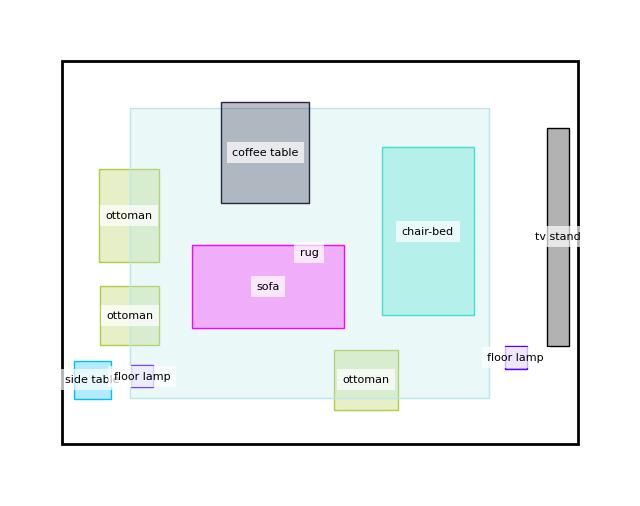 coffee table
ottoman
chair-bed
tv stand
rug
sofa
ottoman
floor lamp
side table
floor lamp
ottoman